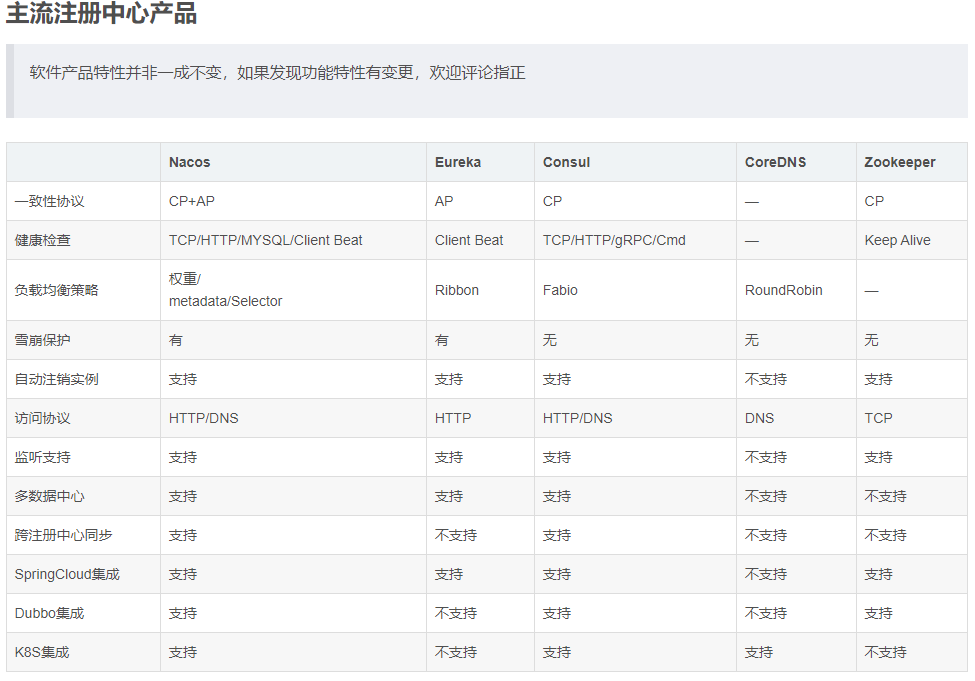 主流注册中心产品
软件产品特性并非一成不变，如果发现功能特性有变更，欢迎评论指正
Nacos Eureka Consul CoreDNS Zookeeper
一致性协议 CP+AP AP CP — CP
健康检查 TCP/HTTP/MYSQL/Client Beat Client Beat TCP/HTTP/gRPC/Cmd — Keep Alive
负载均衡策略 权重/
metadata/Selector Ribbon Fabio RoundRobin —
雪崩保护 有 有 无 无 无
自动注销实例 支持 支持 支持 不支持 支持
访问协议 HTTP/DNS HTTP HTTP/DNS DNS TCP
监听支持 支持 支持 支持 不支持 支持
多数据中心 支持 支持 支持 不支持 不支持
跨注册中心同步 支持 不支持 支持 不支持 不支持
SpringCloud集成 支持 支持 支持 不支持 支持
Dubbo集成 支持 不支持 支持 不支持 支持
K8S集成 支持 不支持 支持 支持 不支持